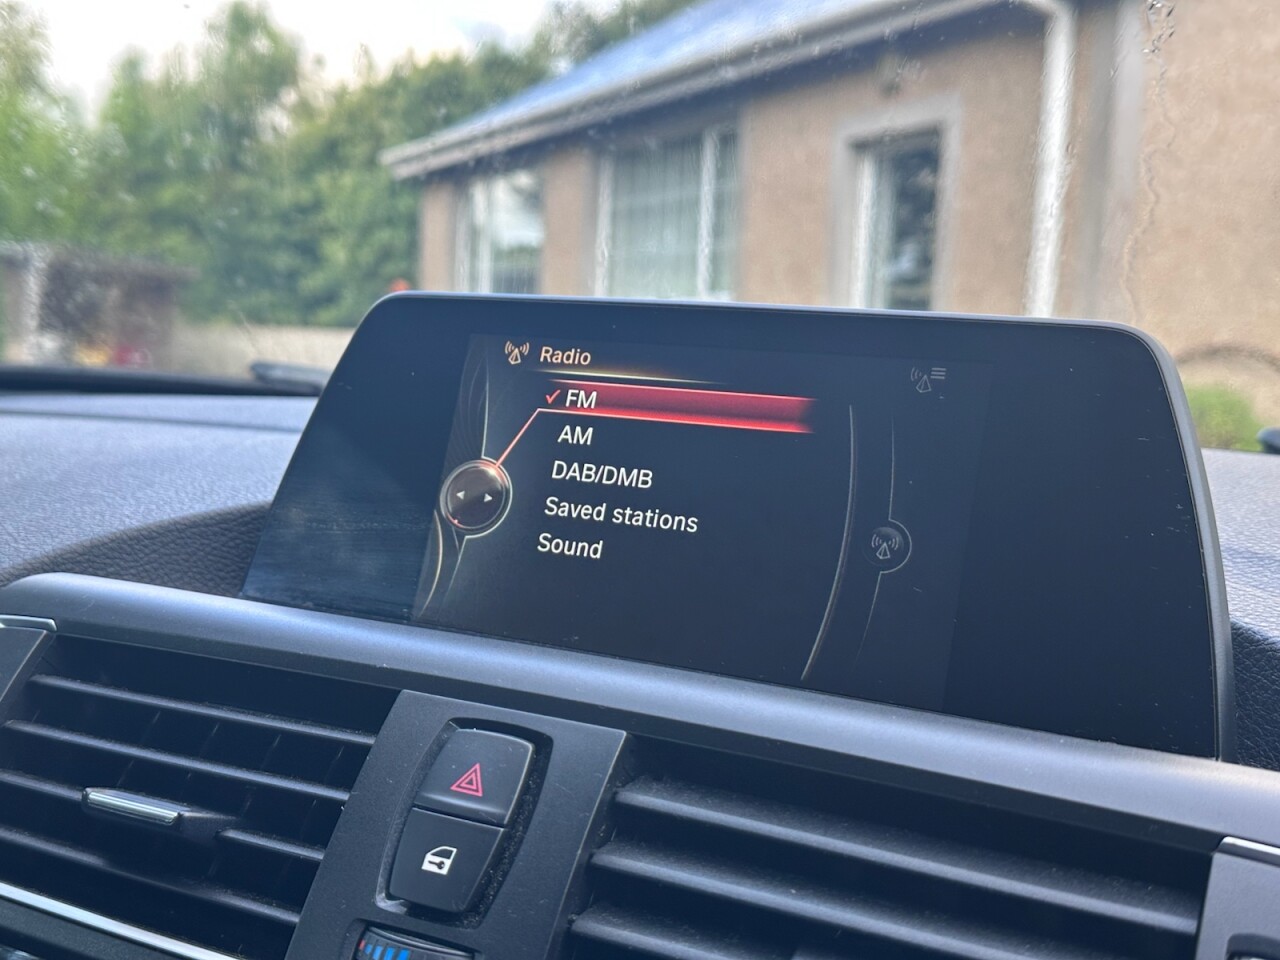 Radio
FM
AM
DAB/DMB
Saved stations
Sound